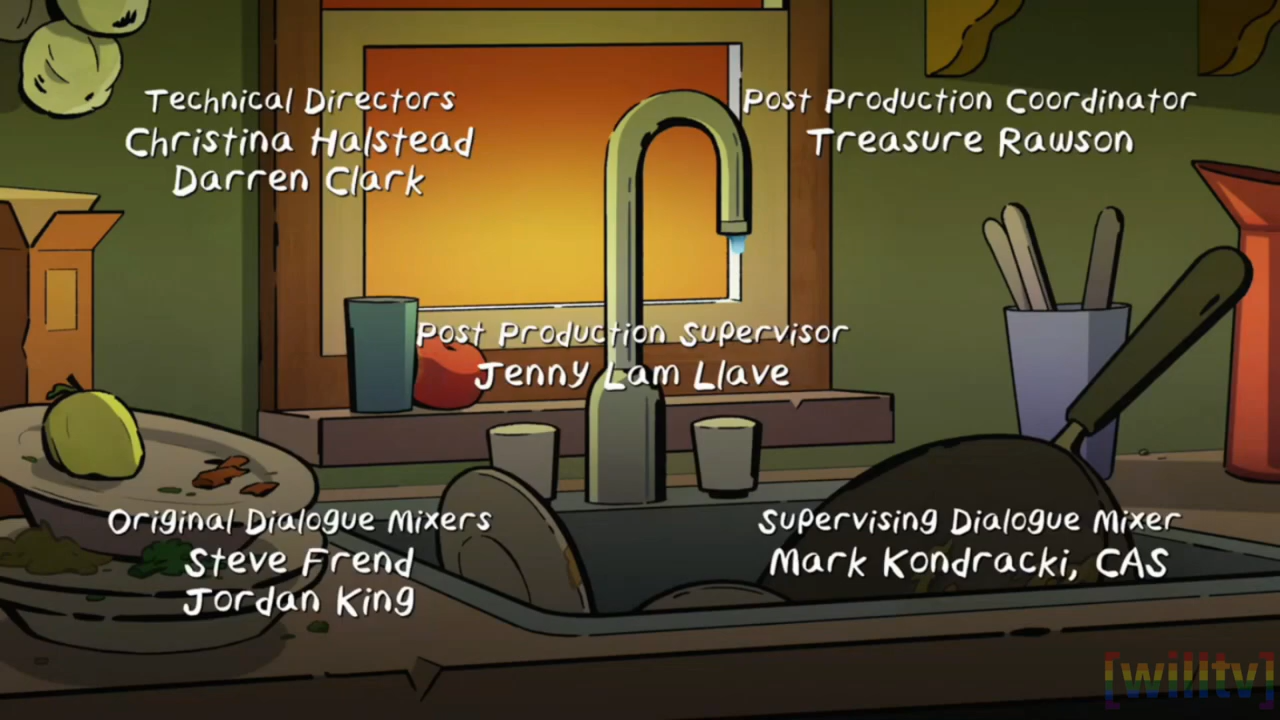 Technical Directors
Christina Halstead
Darren Clark
Post Production Coordinator
Treasure Rawson
Post Production Supervisor
Jenny Lam Llave
Original Dialogue Mixers
Steve Frend
Jordan King
Supervising Dialogue Mixer
Mark Kondracki, CAS
[willtv]